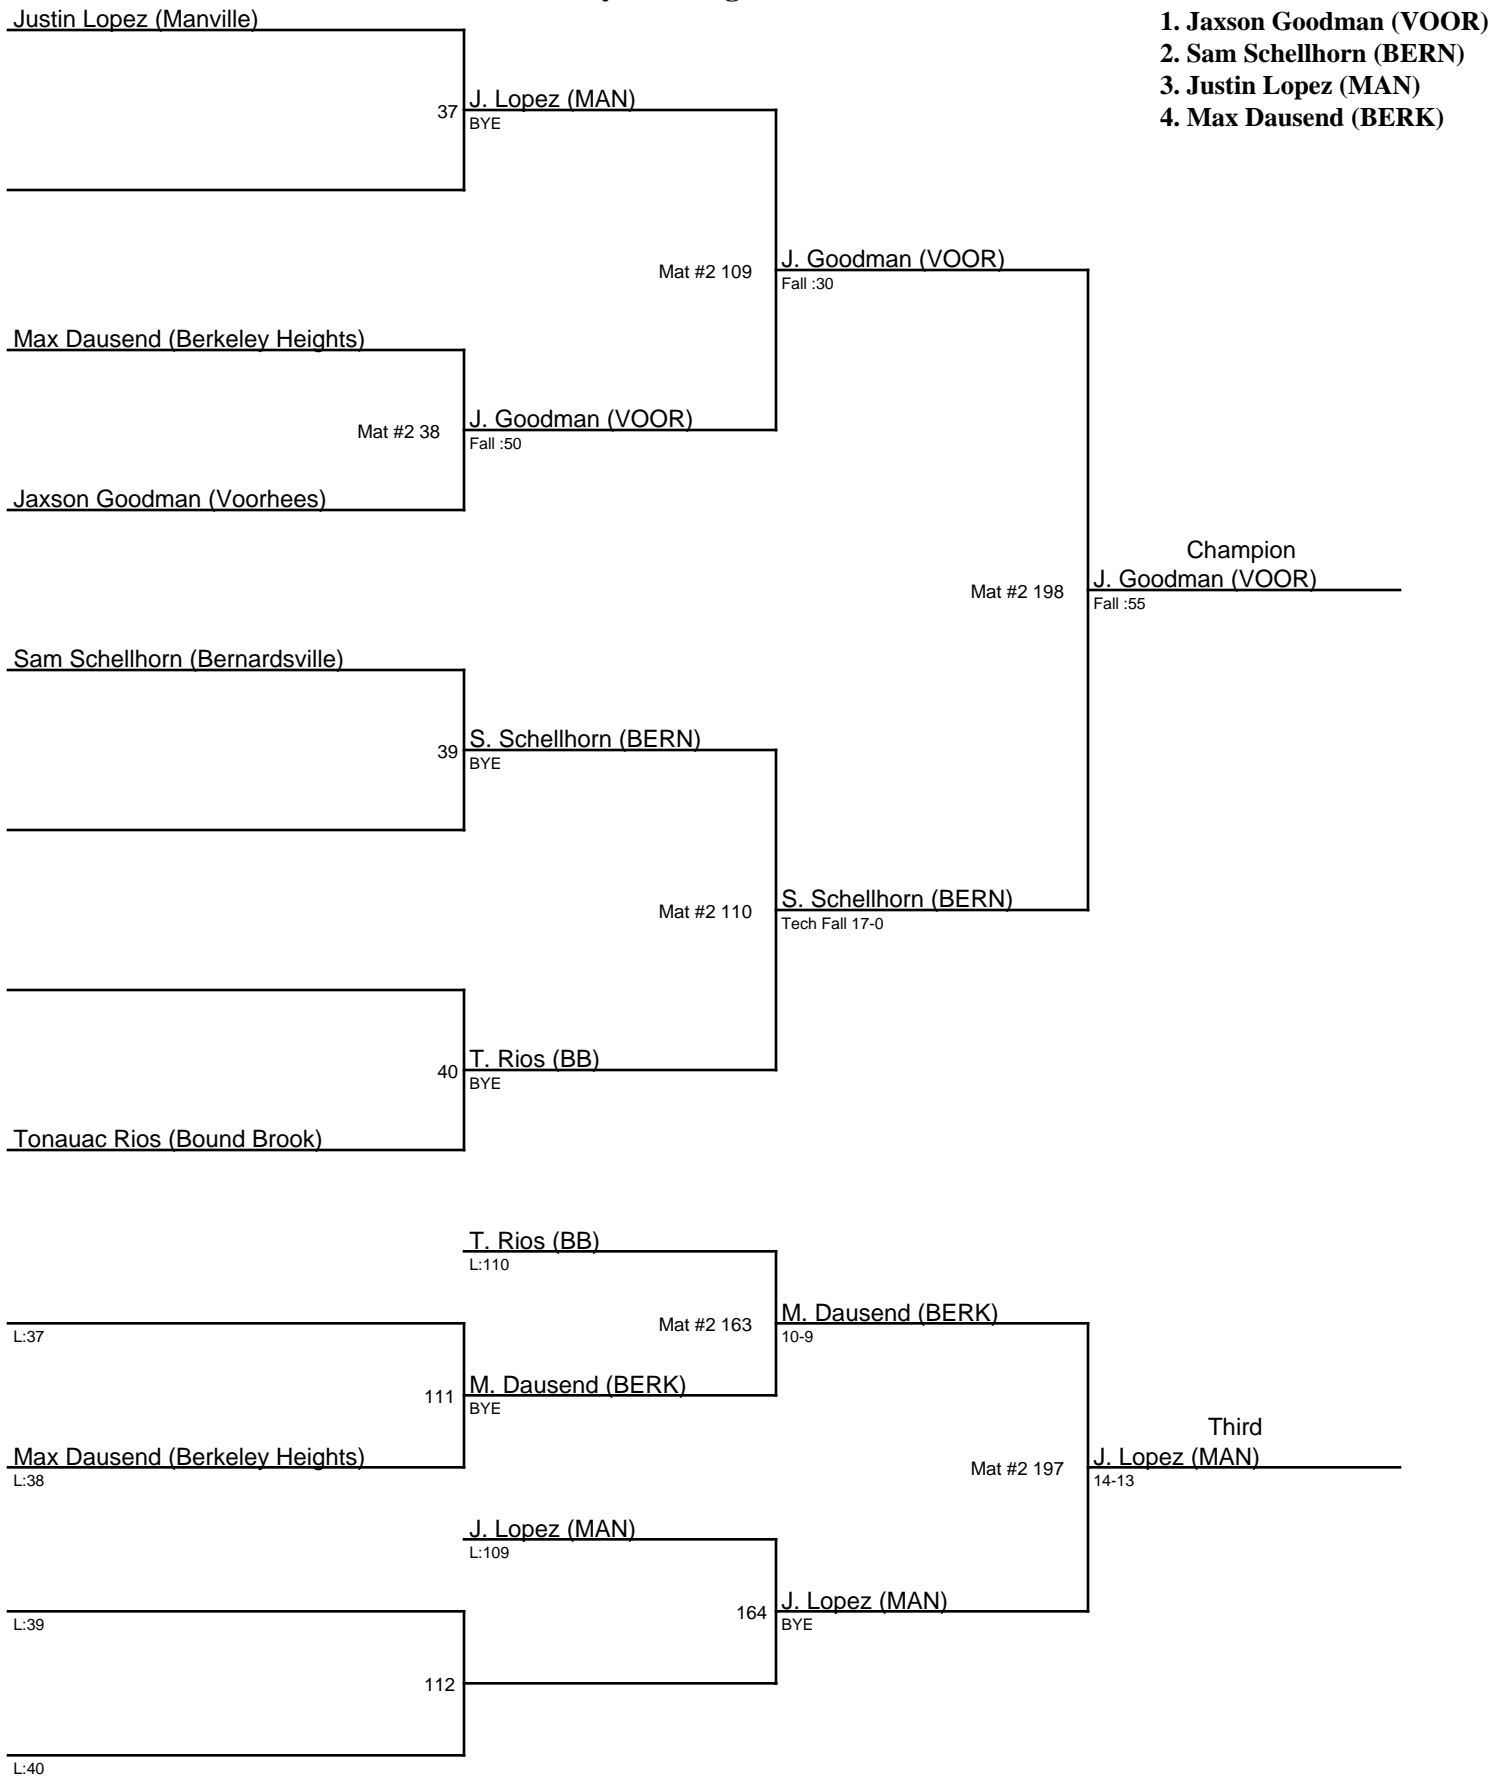 Justin Lopez (Manville)
1. Jaxson Goodman (VOOR)
2. Sam Schellhorn (BERN)
3. Justin Lopez (MAN)
4. Max Dausend (BERK)
37
J. Lopez (MAN)
BYE
Mat #2 109
J. Goodman (VOOR)
Fall :30
Max Dausend (Berkeley Heights)
Mat #2 38
J. Goodman (VOOR)
Fall :50
Jaxson Goodman (Voorhees)
Champion
Mat #2 198
J. Goodman (VOOR)
Fall :55
Sam Schellhorn (Bernardsville)
39
S. Schellhorn (BERN)
BYE
Mat #2 110
S. Schellhorn (BERN)
Tech Fall 17-0
40
T. Rios (BB)
BYE
Tonauac Rios (Bound Brook)
T. Rios (BB)
L:110
L:37
Mat #2 163
M. Dausend (BERK)
10-9
111
M. Dausend (BERK)
BYE
Max Dausend (Berkeley Heights)
L:38
Third
Mat #2 197
J. Lopez (MAN)
14-13
J. Lopez (MAN)
L:109
L:39
164
J. Lopez (MAN)
BYE
112
L:40